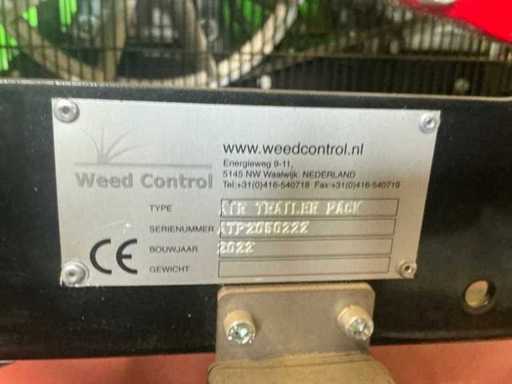 Weed Control
www.weedcontrol.nl
Energieweg 9-11,
5145 NW Waalwijk NEDERLAND
Tel:+31(0)416-540718 Fax:+31(0)416-540719
TYPE AIR TRAILER PACK
SERIENUMMER ATP2050222
BOUWJAAR 2022
GEWICHT
CE